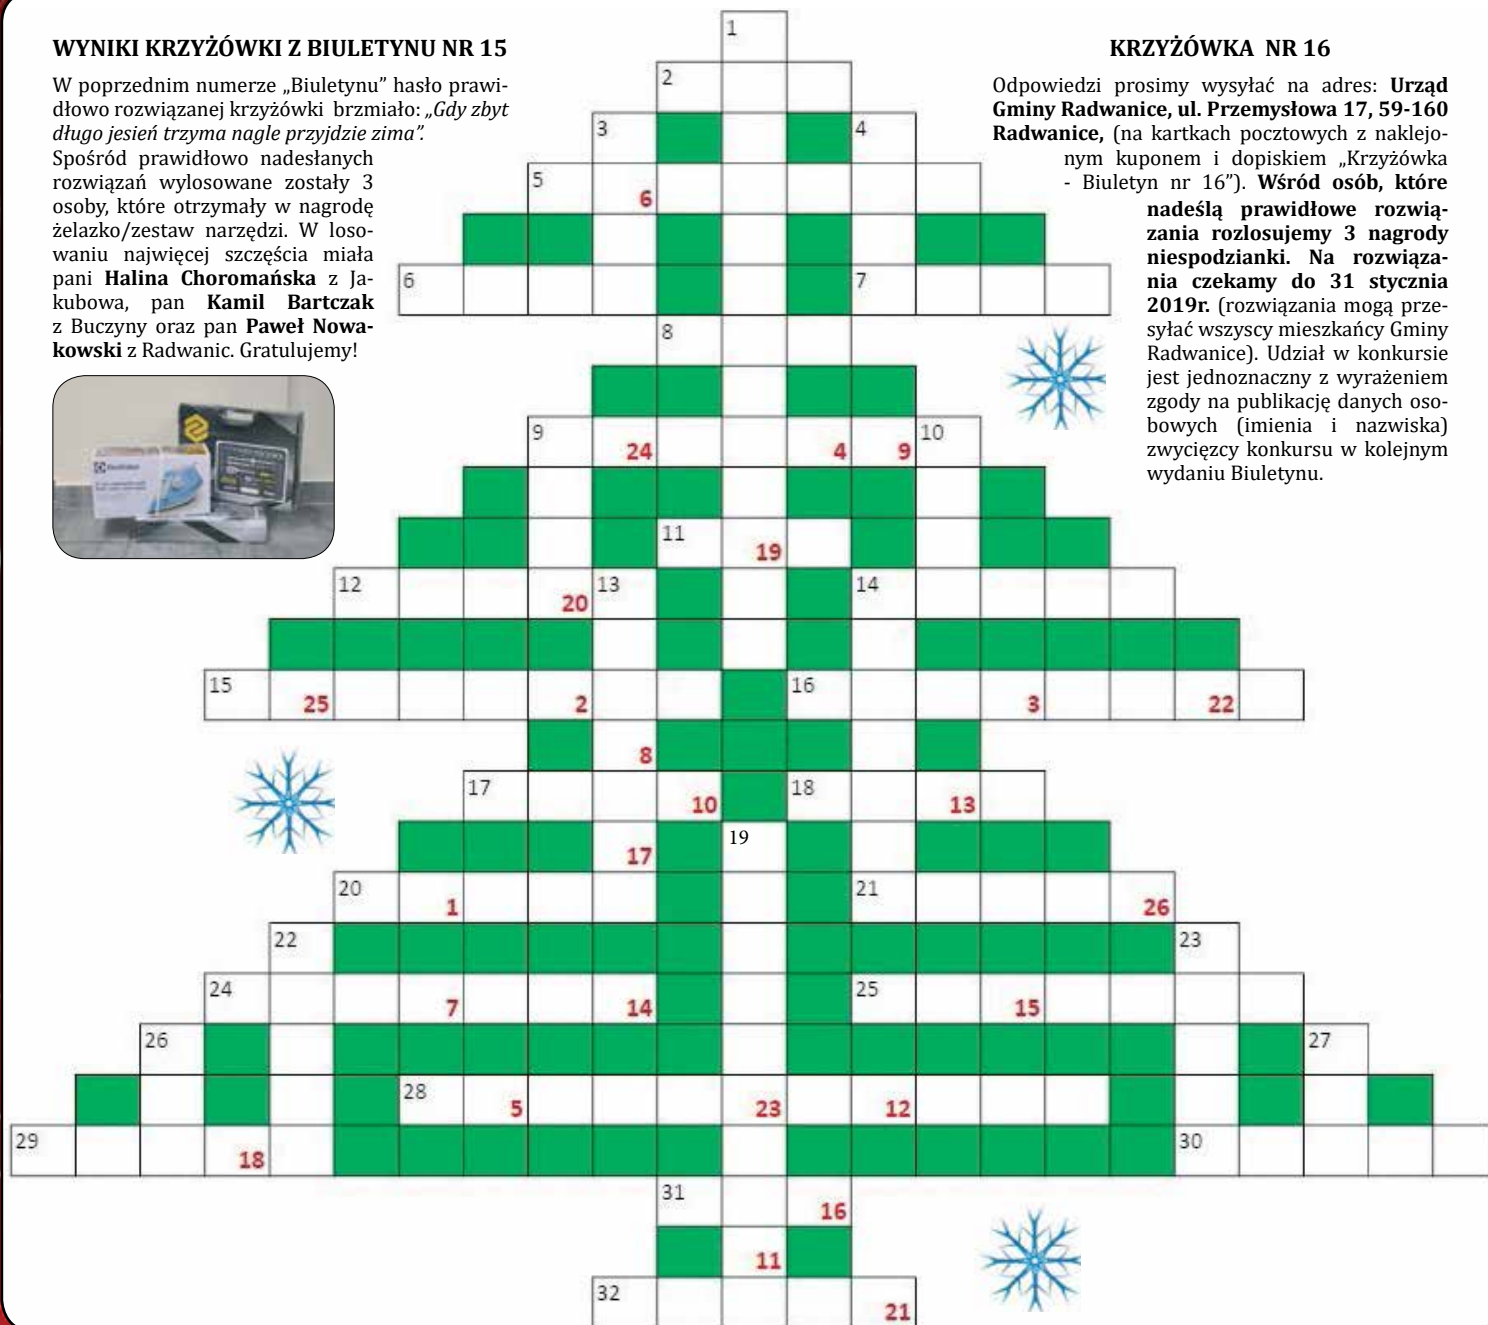 WYNIKI KRZYŻÓWKI Z BIULETYNU NR 15
W poprzednim numerze „Biuletynu” hasło prawi-
dłowo rozwiązanej krzyżówki brzmiało: „Gdy zbyt
długo jesień trzyma nagle przyjdzie zima”.
Spośród prawidłowo nadesłanych
rozwiązań wylosowane zostały 3
osoby, które otrzymały w nagrodę
żelazko/zestaw narzędzi. W loso-
waniu najwięcej szczęścia miała
pani Halina Choromańska z Ja-
kubowa, pan Kamil Bartczak
z Buczyny oraz pan Paweł Nowa-
kowski z Radwanic. Gratulujemy!
KRZYŻÓWKA NR 16
Odpowiedzi prosimy wysyłać na adres: Urząd
Gminy Radwanice, ul. Przemysłowa 17, 59-160
Radwanice, (na kartkach pocztowych z naklejo-
nym kuponem i dopiskiem „Krzyżówka
- Biuletyn nr 16”). Wśród osób, które
nadeślą prawidłowe rozwią-
zania rozlosujemy 3 nagrody
niespodzianki. Na rozwiąza-
nia czekamy do 31 stycznia
2019r. (rozwiązania mogą prze-
syłać wszyscy mieszkańcy Gminy
Radwanice). Udział w konkursie
jest jednoznaczny z wyrażeniem
zgody na publikację danych oso-
bowych (imienia i nazwiska)
zwycięzcy konkursu w kolejnym
wydaniu Biuletynu.
1
2
3 4
5 6
6 7
8
9 24 4 9 10
11 19
12 20 13 14
15 25 2 16 3 22
8
17 10 18 13
17 19
20 1 21 26
22 23
24 7 14 25 15
26 27
28 5 23 12
29 18 30
31 16
11
32 21